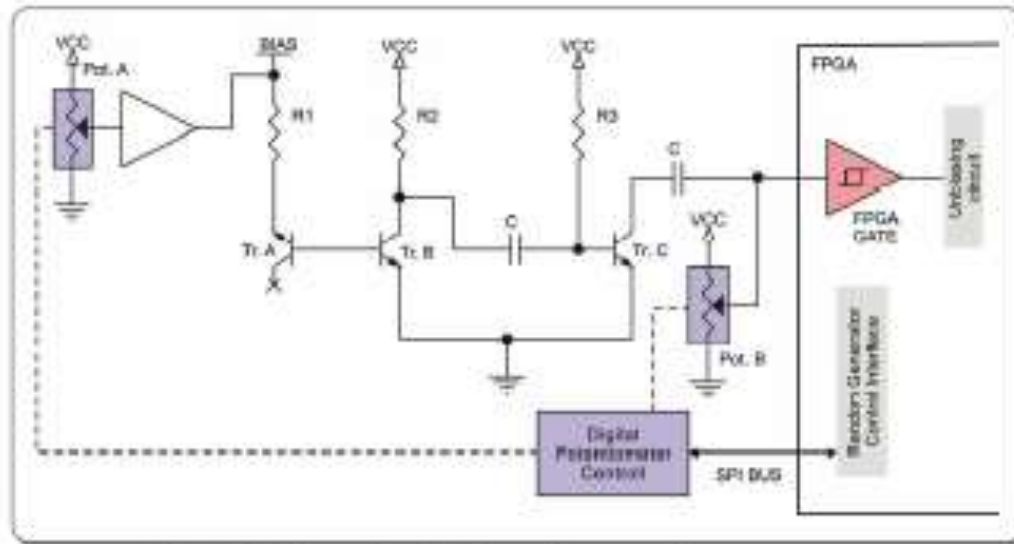 VCC
Pot. A
BIAS
R1
VCC
R2
VCC
R3
Tr. A
Tr. B
C
Tr. C
C
VCC
Pot. B
FPGA
FPGA
GATE
Unbiasing
circuit
Digital
Potentiometer
Control
SPI BUS
Random Generator
Control Interface